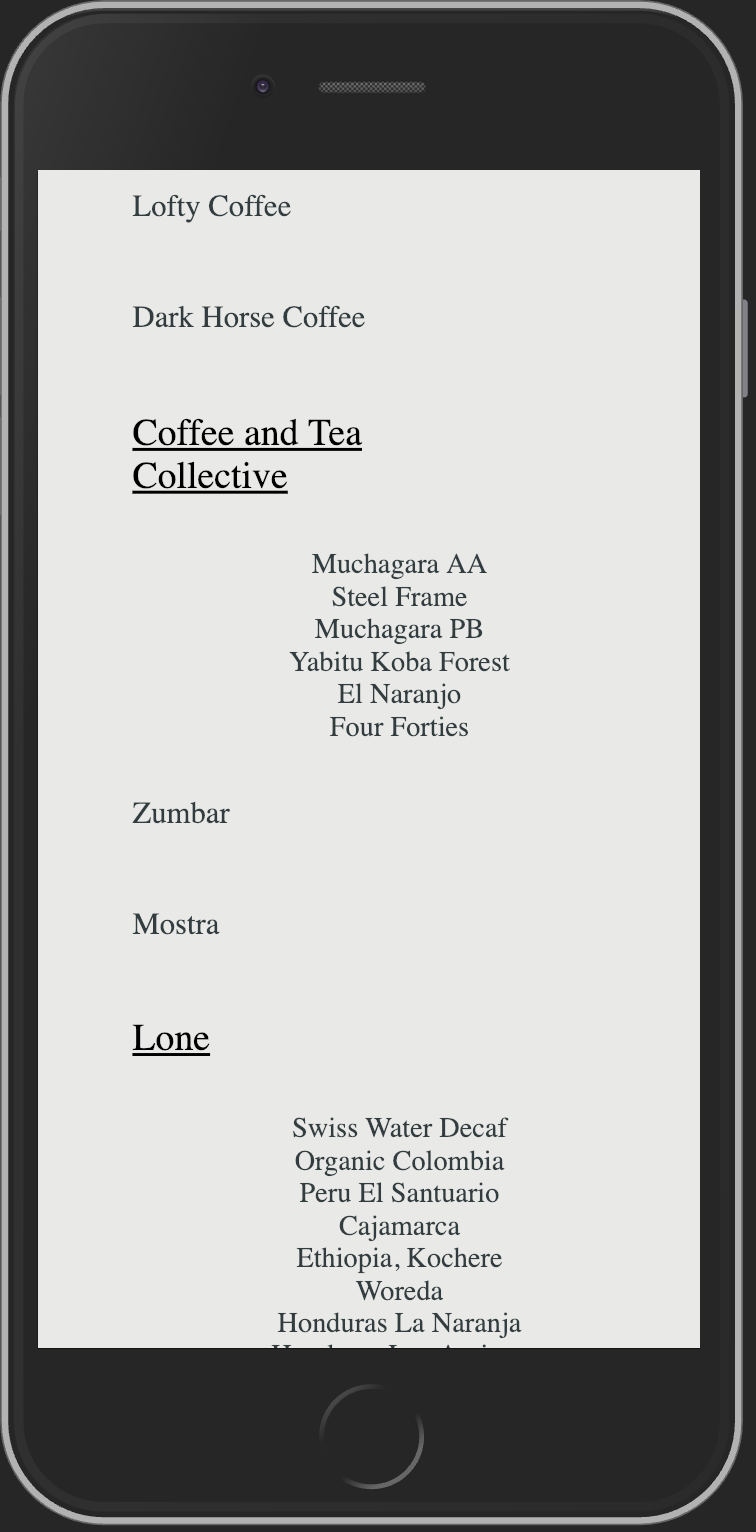 Lofty Coffee
Dark Horse Coffee
Coffee and Tea
Collective
Muchagara AA
Steel Frame
Muchagara PB
Yabitu Koba Forest
El Naranjo
Four Forties
Zumbar
Mostra
Lone
Swiss Water Decaf
Organic Colombia
Peru El Santuario
Cajamarca
Ethiopia, Kochere
Woreda
Honduras La Naranja